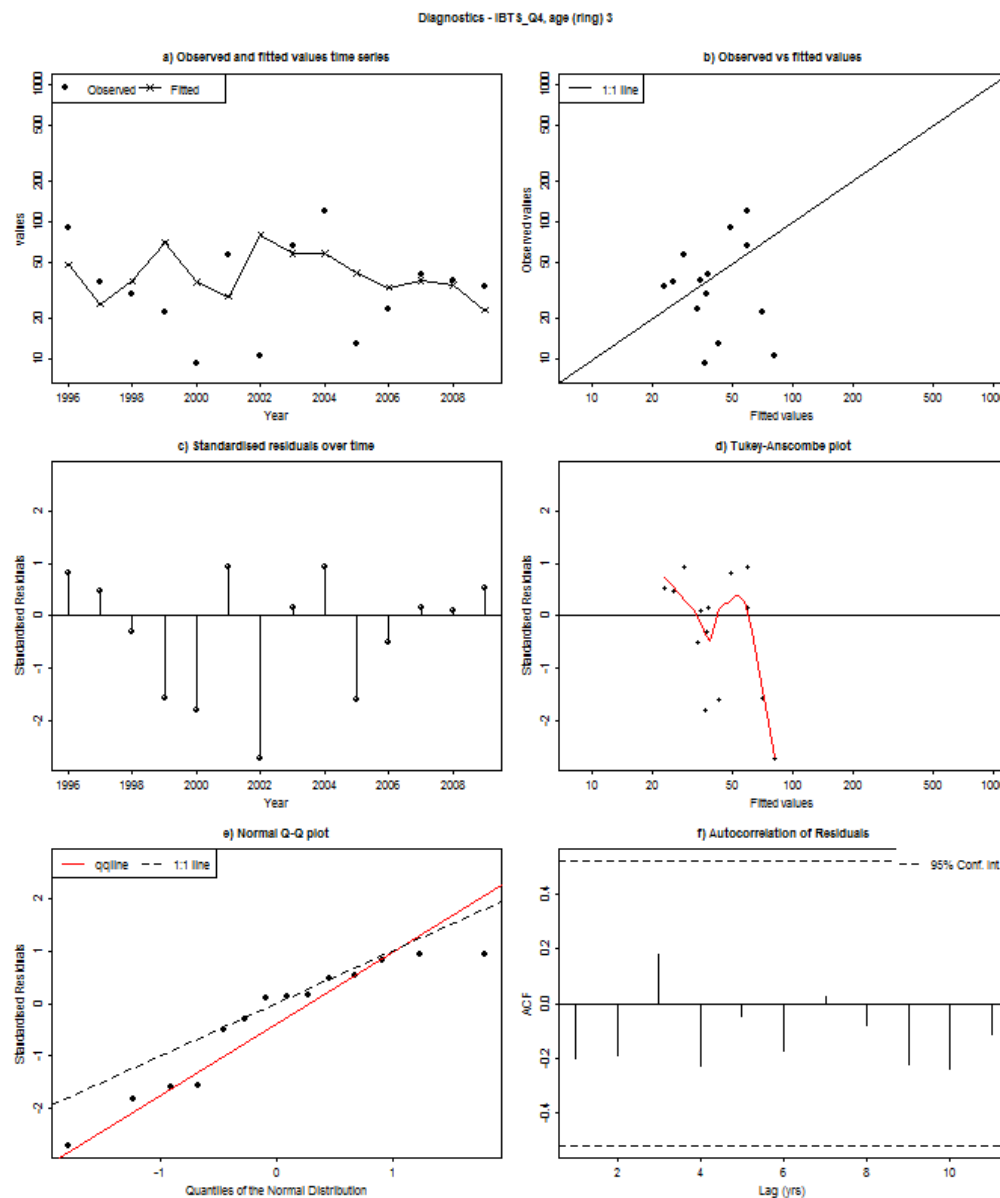 Diagnostics - IBTS_Q4, age (ring) 3
a) Observed and fitted values time series
Observed Fitted
values
10 20 50 100 200 500 1000
1996 1998 2000 2002 2004 2006 2008
Year
b) Observed vs fitted values
1:1 line
Observed values
10 20 50 100 200 500 1000
10 20 50 100 200 500 100
Fitted values
c) Standardised residuals over time
Standardised Residuals
-2 -1 0 1 2
1996 1998 2000 2002 2004 2006 2008
Year
d) Tukey-Anscombe plot
Standardised Residuals
-2 -1 0 1 2
10 20 50 100 200 500 100
Fitted values
e) Normal Q-Q plot
qqline 1:1 line
Standardised Residuals
-2 -1 0 1 2
-1 0 1
Quantiles of the Normal Distribution
f) Autocorrelation of Residuals
95% Conf. Int
ACF
-0.4 -0.2 0.0 0.2 0.4
2 4 6 8 10
Lag (yrs)